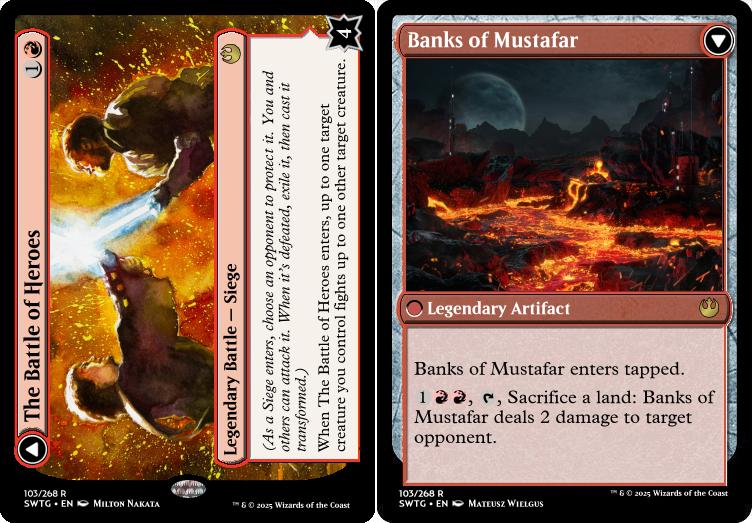 The Battle of Heroes 1
Legendary Battle – Siege
4
(As a Siege enters, choose an opponent to protect it. You and
others can attack it. When it's defeated, exile it, then cast it
transformed.)
When The Battle of Heroes enters, up to one target
creature you control fights up to one other target creature.
103/268 R
SWTG • EN MILTON NAKATA
™ & © 2025 Wizards of the Coast
Banks of Mustafar
Legendary Artifact
Banks of Mustafar enters tapped.
1 , , Sacrifice a land: Banks of
Mustafar deals 2 damage to target
opponent.
103/268 R
SWTG • EN MATEUSZ WIELGUS
™ & © 2025 Wizards of the Coast